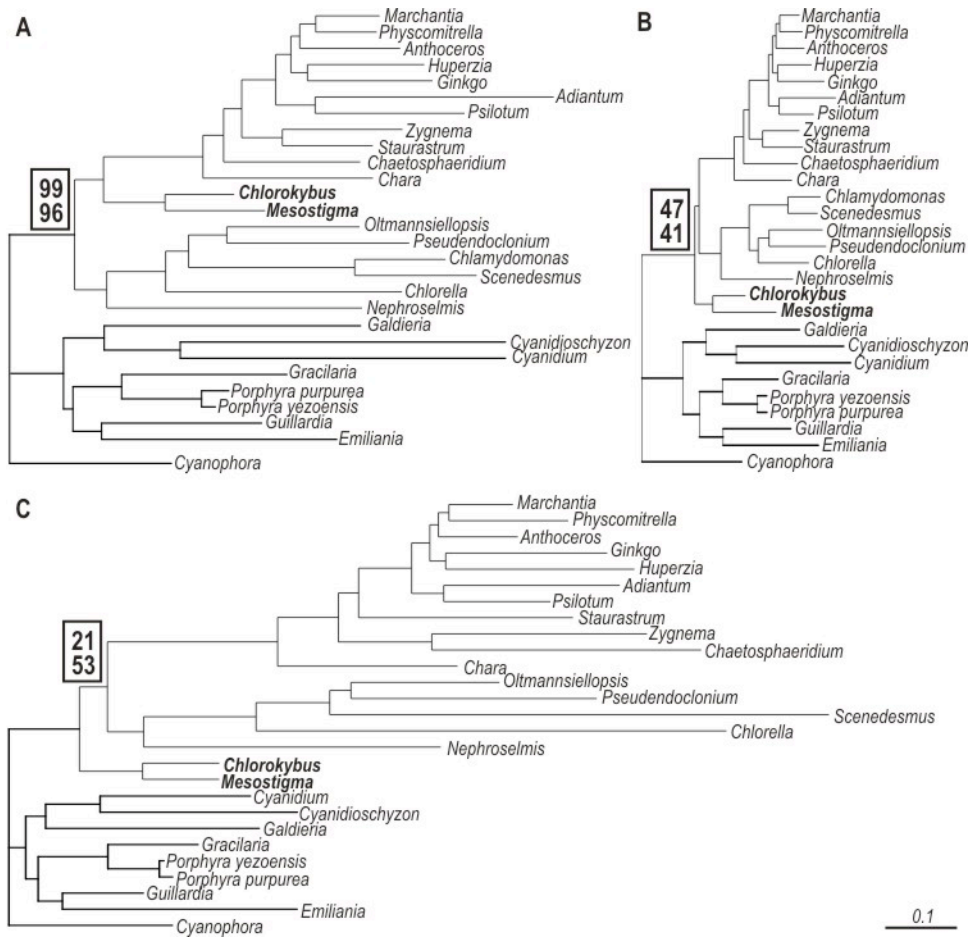 A
Marchantia
Physcomitrella
Anthoceros
Huperzia
Ginkgo
Adiantum
Psilotum
Zygnema
Staurastrum
Chaetosphaeridium
Chara
99
96
Chlorokybus
Mesostigma
Oltmannsiellopsis
Pseudendoclonium
Chlamydomonas
Scenedesmus
Chlorella
Nephroselmis
Galdieria
Cyanidioschyzon
Cyanidium
Gracilaria
Porphyra purpurea
Porphyra yezoensis
Guillardia
Emiliania
Cyanophora
B
Marchantia
Physcomitrella
Anthoceros
Huperzia
Ginkgo
Adiantum
Psilotum
Zygnema
Staurastrum
Chaetosphaeridium
Chara
47
41
Chlamydomonas
Scenedesmus
Oltmannsiellopsis
Pseudendoclonium
Chlorella
Nephroselmis
Chlorokybus
Mesostigma
Galdieria
Cyanidioschyzon
Cyanidium
Gracilaria
Porphyra yezoensis
Porphyra purpurea
Guillardia
Emiliania
Cyanophora
C
Marchantia
Physcomitrella
Anthoceros
Ginkgo
Huperzia
Adiantum
Psilotum
Staurastrum
Zygnema
Chaetosphaeridium
21
53
Chara
Oltmannsiellopsis
Pseudendoclonium
Scenedesmus
Chlorella
Nephroselmis
Chlorokybus
Mesostigma
Cyanidium
Cyanidioschyzon
Galdieria
Gracilaria
Porphyra yezoensis
Porphyra purpurea
Guillardia
Emiliania
Cyanophora
0.1